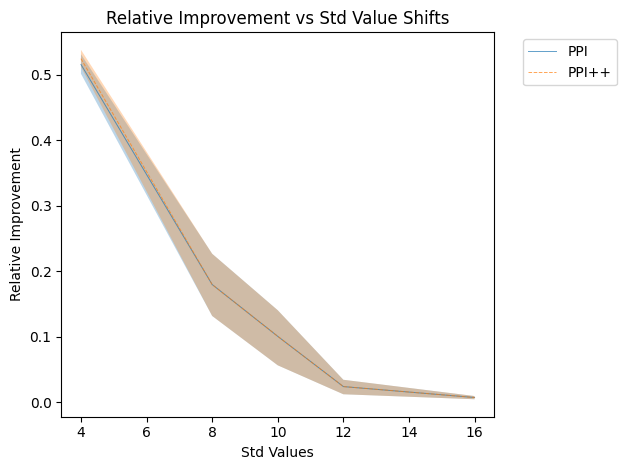 Relative Improvement vs Std Value Shifts
PPI
PPI++
Relative Improvement
0.5
0.4
0.3
0.2
0.1
0.0
4 6 8 10 12 14 16
Std Values